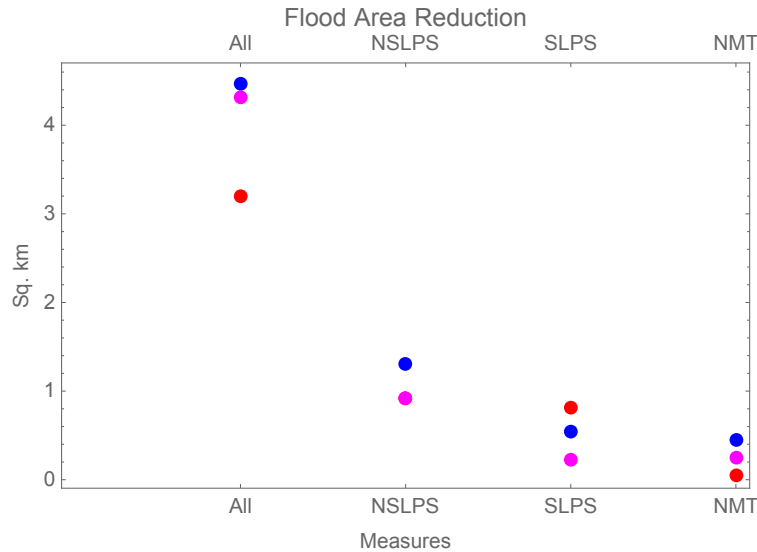 Flood Area Reduction
All NSLPS SLPS NMT
4
3
2
1
0
Sq. km
All NSLPS SLPS NMT
Measures